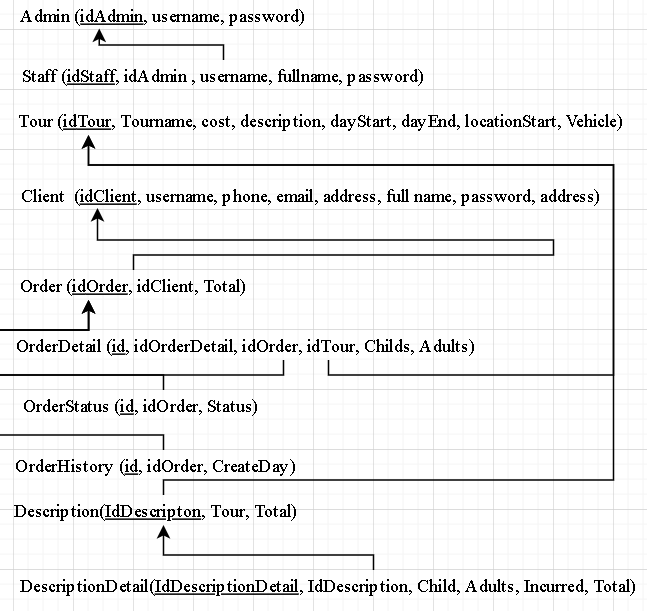 Admin (idAdmin, username, password)
Staff (idStaff, idAdmin , username, fullname, password)
Tour (idTour, Tourname, cost, description, dayStart, dayEnd, locationStart, Vehicle)
Client (idClient, username, phone, email, address, full name, password, address)
Order (idOrder, idClient, Total)
OrderDetail (id, idOrderDetail, idOrder, idTour, Childs, Adults)
OrderStatus (id, idOrder, Status)
OrderHistory (id, idOrder, CreateDay)
Description(IdDescripton, Tour, Total)
DescriptionDetail(IdDescriptionDetail, IdDescription, Child, Adults, Incurred, Total)